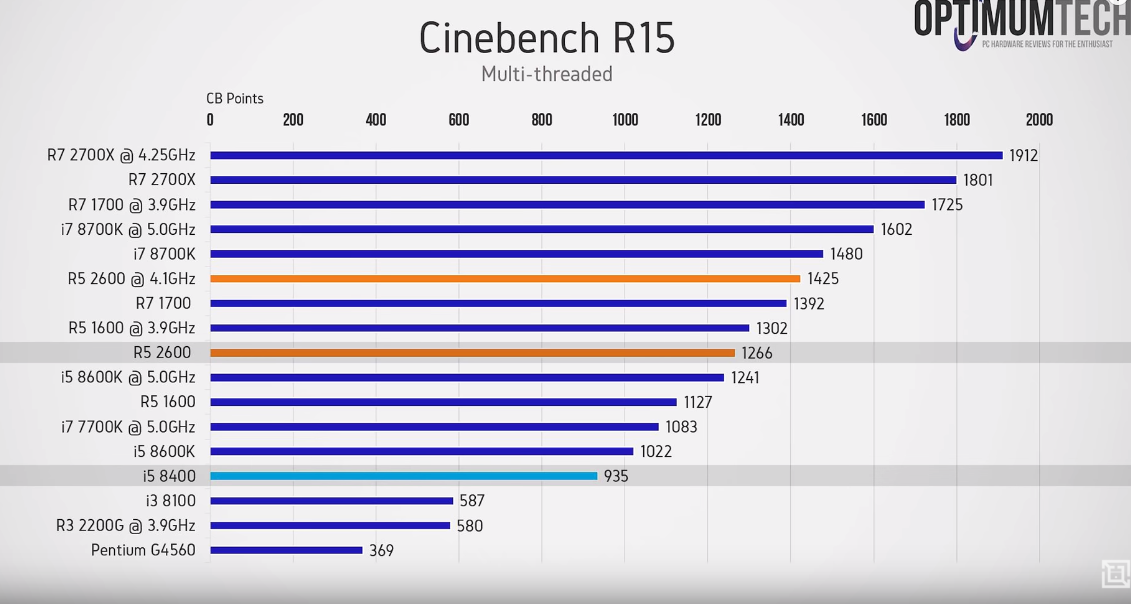 OPTIMUMTECH
PC HARDWARE REVIEWS FOR THE ENTHUSIAST
Cinebench R15
Multi-threaded
CB Points
0 200 400 600 800 1000 1200 1400 1600 1800 2000
R7 2700X @ 4.25GHz 1912
R7 2700X 1801
R7 1700 @ 3.9GHz 1725
i7 8700K @ 5.0GHz 1602
i7 8700K 1480
R5 2600 @ 4.1GHz 1425
R7 1700 1392
R5 1600 @ 3.9GHz 1302
R5 2600 1266
i5 8600K @ 5.0GHz 1241
R5 1600 1127
i7 7700K @ 5.0GHz 1083
i5 8600K 1022
i5 8400 935
i3 8100 587
R3 2200G @ 3.9GHz 580
Pentium G4560 369